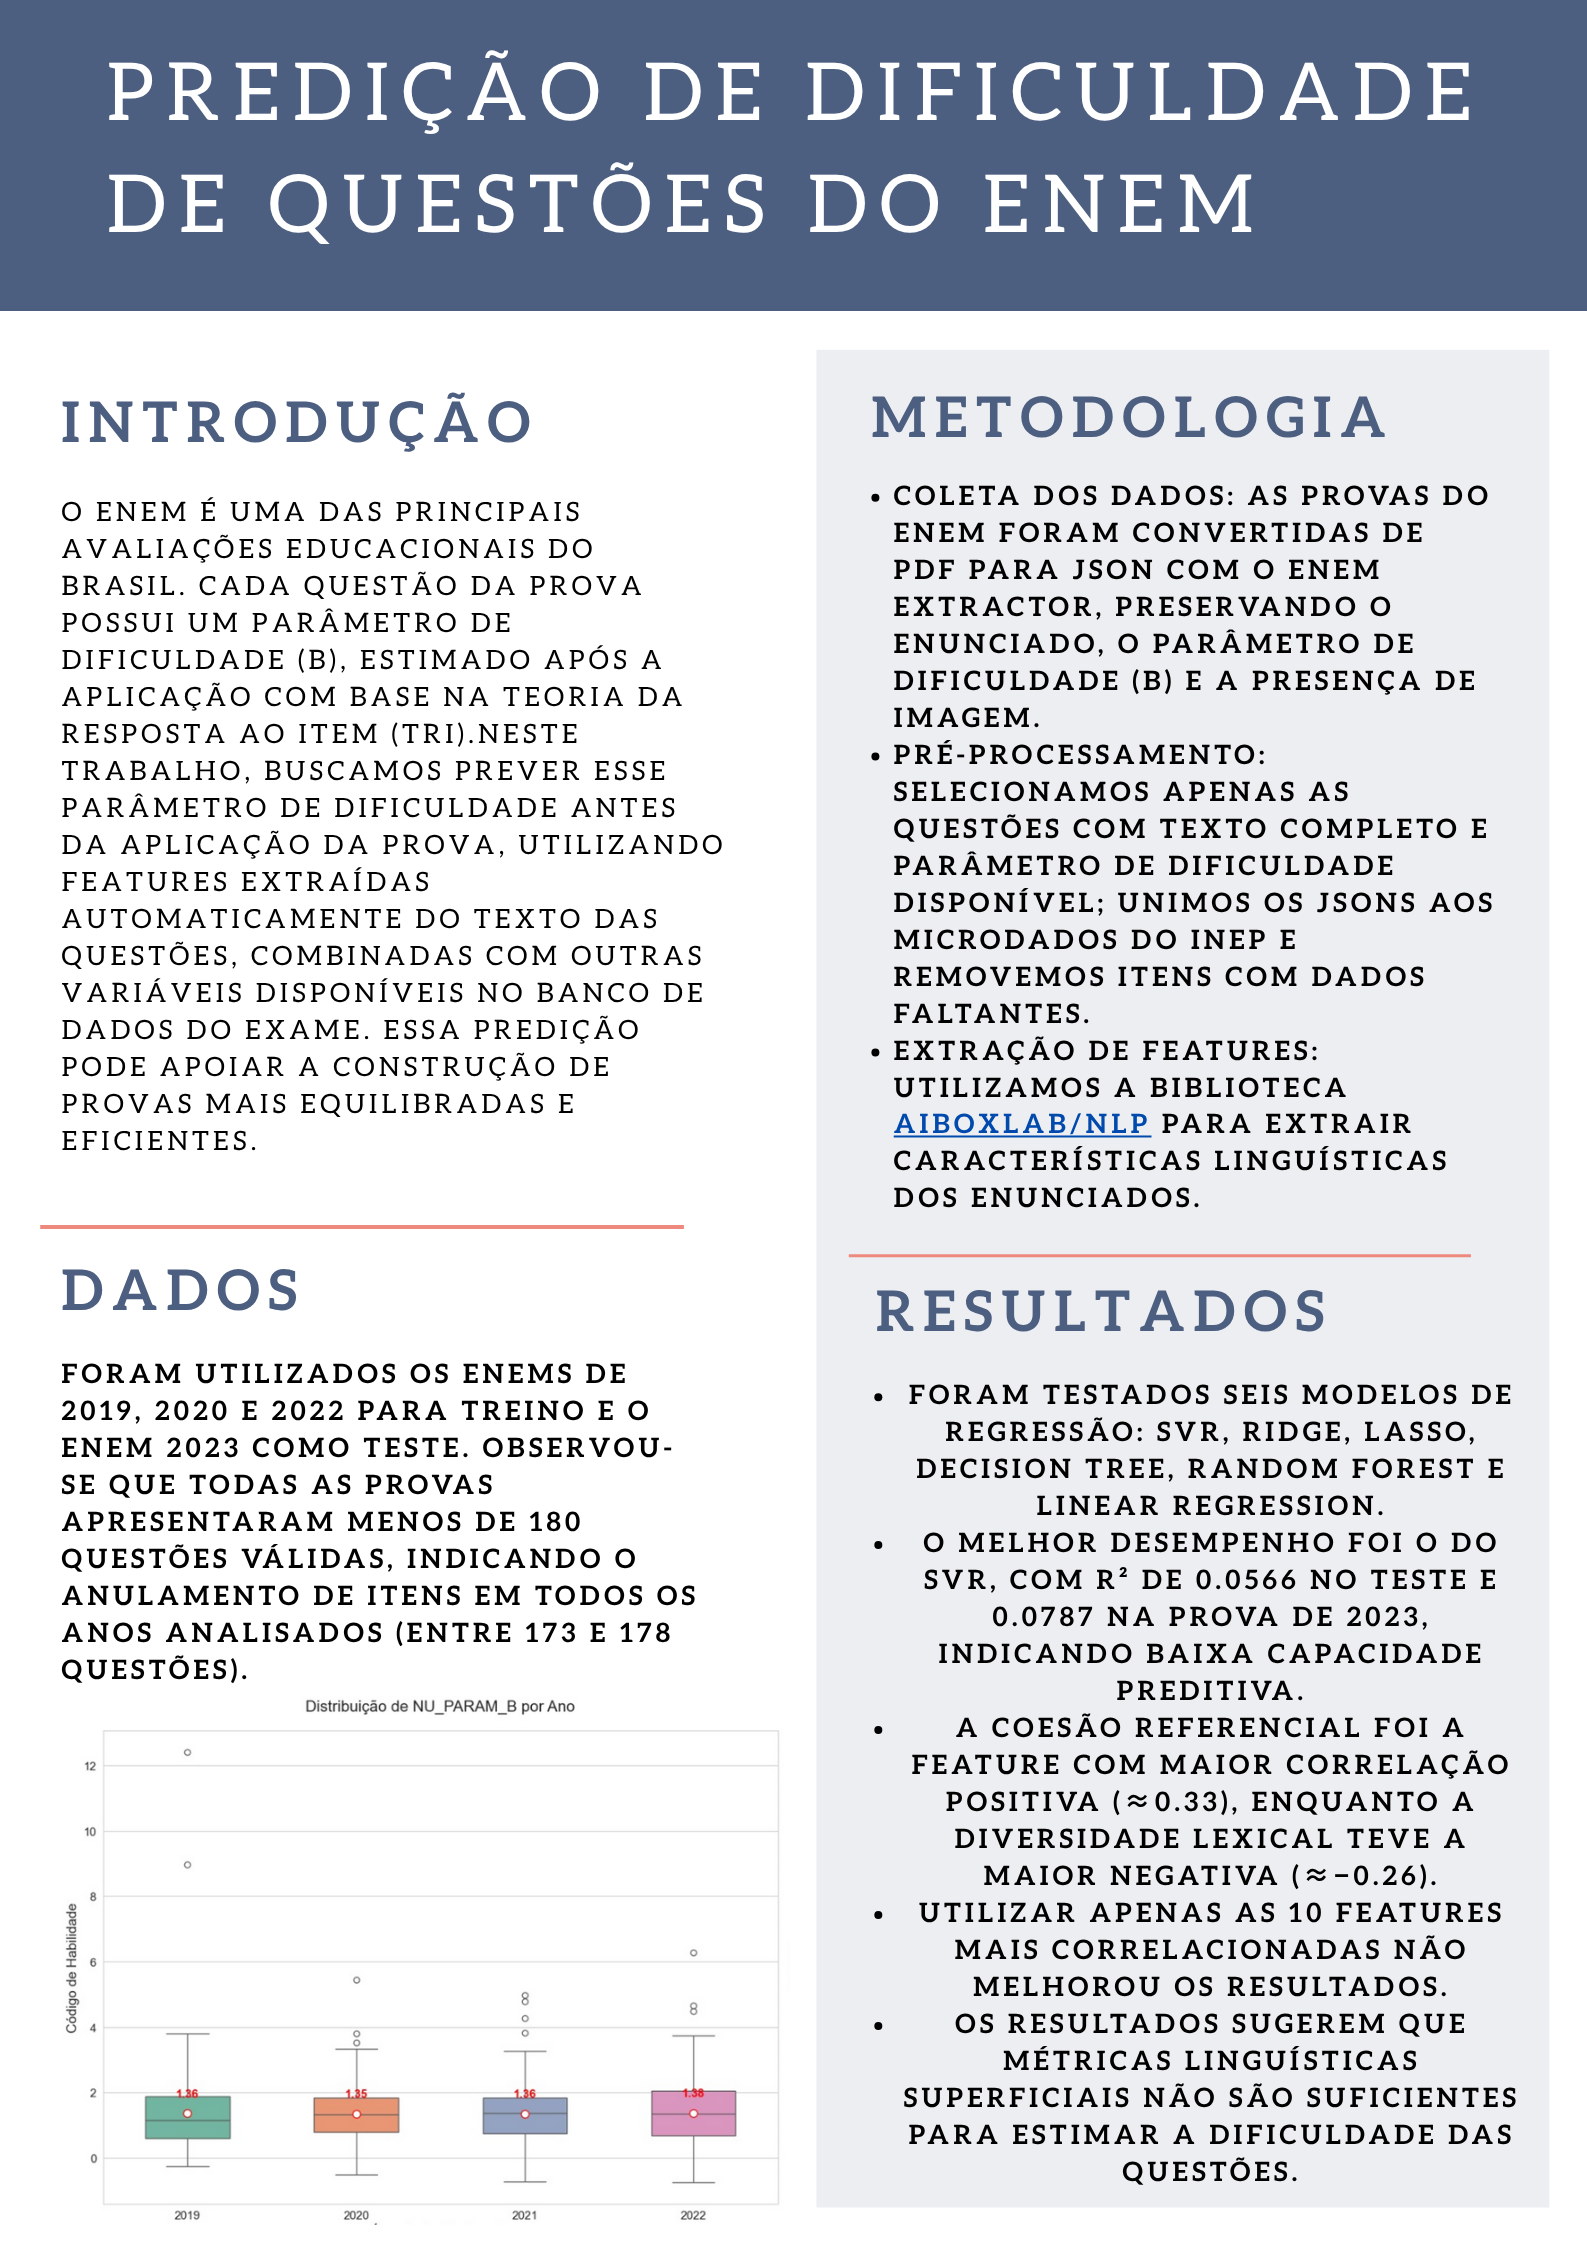 PREDIÇÃO DE DIFICULDADE
DE QUESTÕES DO ENEM
INTRODUÇÃO
O ENEM É UMA DAS PRINCIPAIS
AVALIAÇÕES EDUCACIONAIS DO
BRASIL. CADA QUESTÃO DA PROVA
POSSUI UM PARÂMETRO DE
DIFICULDADE (B), ESTIMADO APÓS A
APLICAÇÃO COM BASE NA TEORIA DA
RESPOSTA AO ITEM (TRI).NESTE
TRABALHO, BUSCAMOS PREVER ESSE
PARÂMETRO DE DIFICULDADE ANTES
DA APLICAÇÃO DA PROVA, UTILIZANDO
FEATURES EXTRAÍDAS
AUTOMATICAMENTE DO TEXTO DAS
QUESTÕES, COMBINADAS COM OUTRAS
VARIÁVEIS DISPONÍVEIS NO BANCO DE
DADOS DO EXAME. ESSA PREDIÇÃO
PODE APOIAR A CONSTRUÇÃO DE
PROVAS MAIS EQUILIBRADAS E
EFICIENTES.
DADOS
FORAM UTILIZADOS OS ENEMS DE
2019, 2020 E 2022 PARA TREINO E O
ENEM 2023 COMO TESTE. OBSERVOU-
SE QUE TODAS AS PROVAS
APRESENTARAM MENOS DE 180
QUESTÕES VÁLIDAS, INDICANDO O
ANULAMENTO DE ITENS EM TODOS OS
ANOS ANALISADOS (ENTRE 173 E 178
QUESTÕES).
Distribuição de NU_PARAM_B por Ano
Código de Habilidade
12
10
8
6
4
2
0
1.36
1.35
1.36
1.38
2019
2020
2021
2022
METODOLOGIA
• COLETA DOS DADOS: AS PROVAS DO
ENEM FORAM CONVERTIDAS DE
PDF PARA JSON COM O ENEM
EXTRACTOR, PRESERVANDO O
ENUNCIADO, O PARÂMETRO DE
DIFICULDADE (B) E A PRESENÇA DE
IMAGEM.
• PRÉ-PROCESSAMENTO:
SELECIONAMOS APENAS AS
QUESTÕES COM TEXTO COMPLETO E
PARÂMETRO DE DIFICULDADE
DISPONÍVEL; UNIMOS OS JSONS AOS
MICRODADOS DO INEP E
REMOVEMOS ITENS COM DADOS
FALTANTES.
• EXTRAÇÃO DE FEATURES:
UTILIZAMOS A BIBLIOTECA
AIBOXLAB/NLP PARA EXTRAIR
CARACTERÍSTICAS LINGUÍSTICAS
DOS ENUNCIADOS.
RESULTADOS
• FORAM TESTADOS SEIS MODELOS DE
REGRESSÃO: SVR, RIDGE, LASSO,
DECISION TREE, RANDOM FOREST E
LINEAR REGRESSION.
• O MELHOR DESEMPENHO FOI O DO
SVR, COM R² DE 0.0566 NO TESTE E
0.0787 NA PROVA DE 2023,
INDICANDO BAIXA CAPACIDADE
PREDITIVA.
• A COESÃO REFERENCIAL FOI A
FEATURE COM MAIOR CORRELAÇÃO
POSITIVA (≈0.33), ENQUANTO A
DIVERSIDADE LEXICAL TEVE A
MAIOR NEGATIVA (≈−0.26).
• UTILIZAR APENAS AS 10 FEATURES
MAIS CORRELACIONADAS NÃO
MELHOROU OS RESULTADOS.
• OS RESULTADOS SUGEREM QUE
MÉTRICAS LINGUÍSTICAS
SUPERFICIAIS NÃO SÃO SUFICIENTES
PARA ESTIMAR A DIFICULDADE DAS
QUESTÕES.